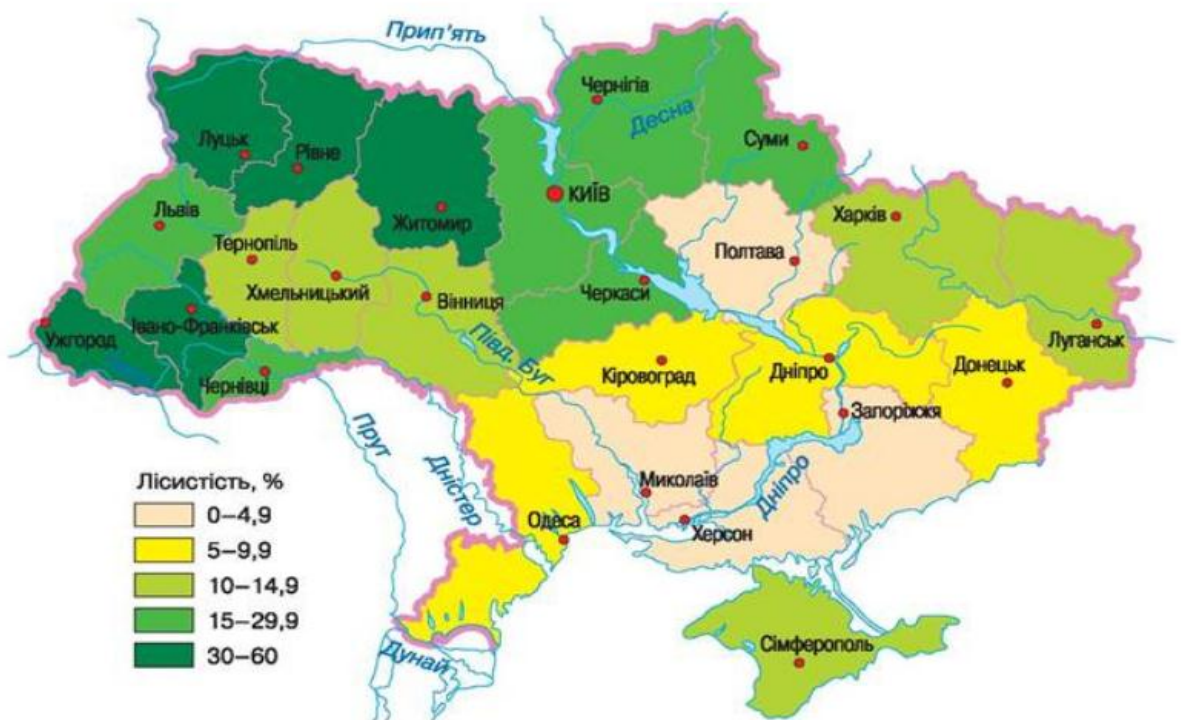 Прип’ять
Чернігів
Десна
Луцьк
Рівне
Суми
КИЇВ
Житомир
Львів
Харків
Тернопіль
Полтава
Хмельницький
Вінниця
Черкаси
Ужгород
Івано-Франківськ
Луганськ
Чернівці
Півд. Буг
Кіровоград
Дніпро
Донецьк
Запоріжжя
Прут
Дністер
Миколаїв
Дніпро
Одеса
Херсон
Лісистість, %
0–4,9
5–9,9
10–14,9
15–29,9
30–60
Дунай
Сімферополь